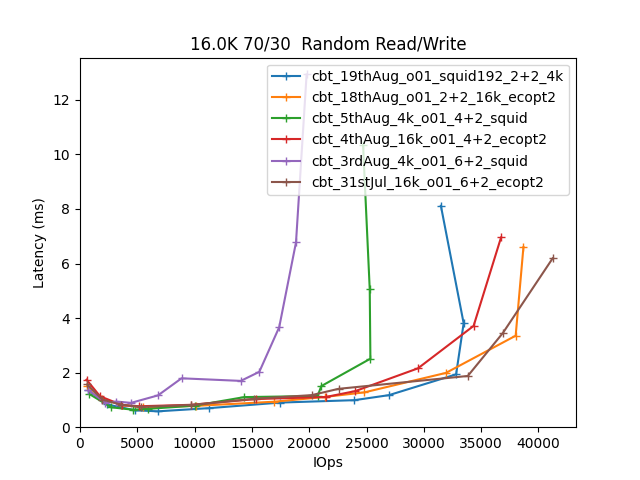 16.0K 70/30 Random Read/Write
cbt_19thAug_o01_squid192_2+2_4k
cbt_18thAug_o01_2+2_16k_ecopt2
cbt_5thAug_4k_o01_4+2_squid
cbt_4thAug_16k_o01_4+2_ecopt2
cbt_3rdAug_4k_o01_6+2_squid
cbt_31stJul_16k_o01_6+2_ecopt2
Latency (ms)
12
10
8
6
4
2
0
0 5000 10000 15000 20000 25000 30000 35000 40000
IOps